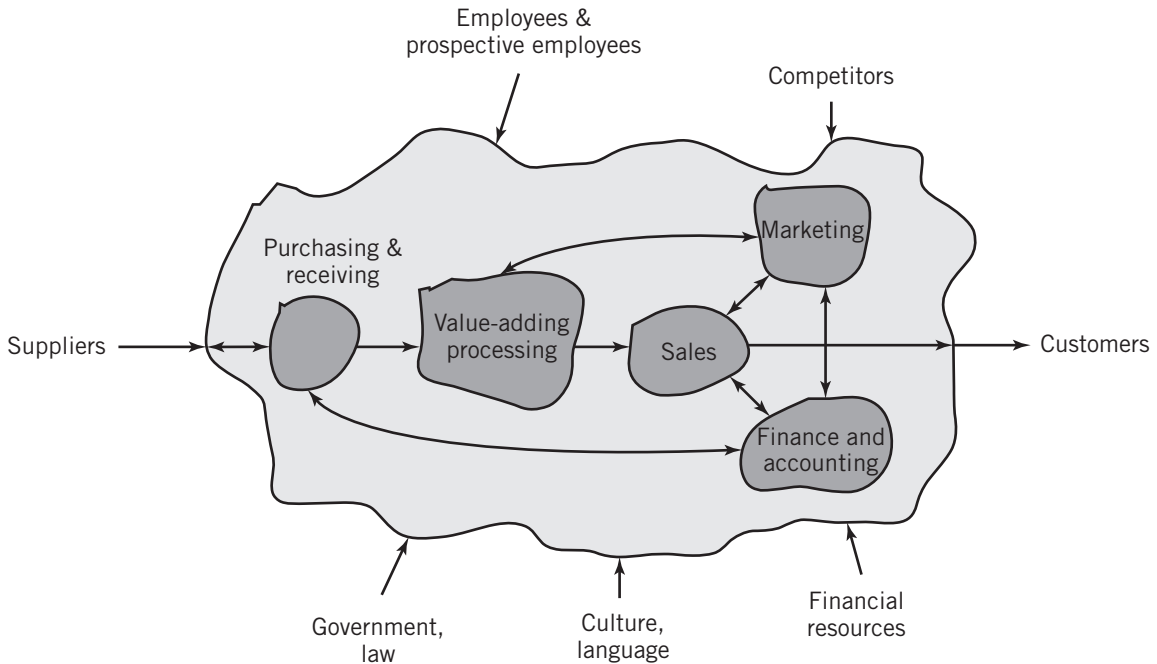 Employees &
prospective employees
Competitors
Marketing
Purchasing &
receiving
Value-adding
processing
Sales
Suppliers
Customers
Finance and
accounting
Government,
law
Culture,
language
Financial
resources